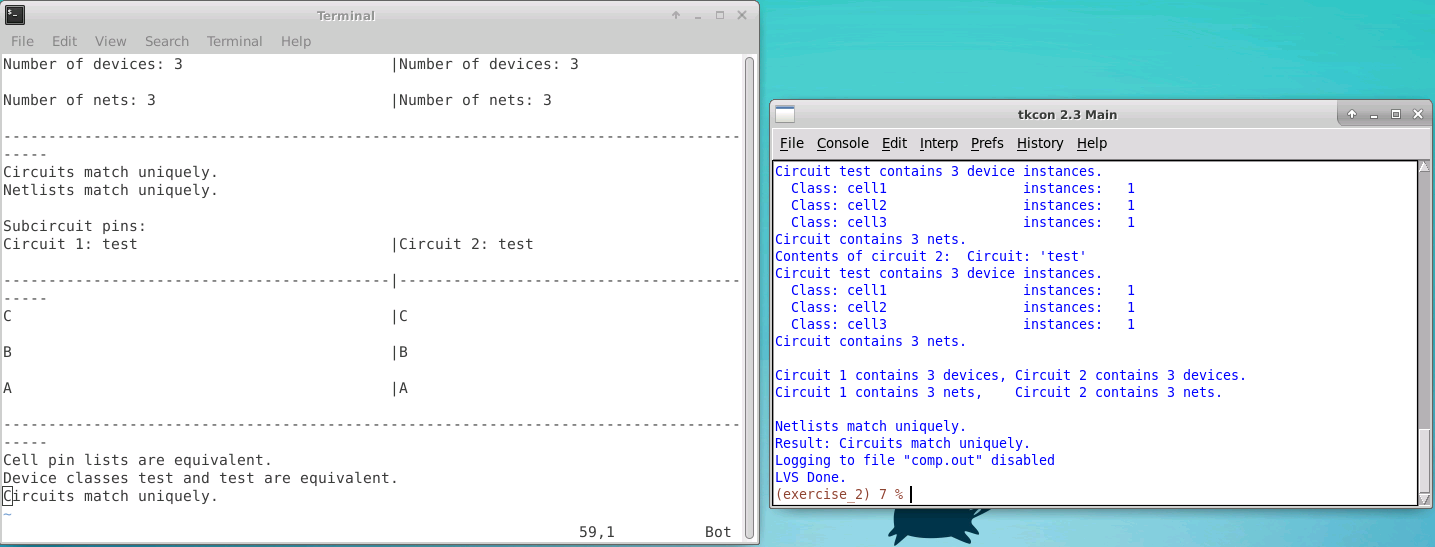 Terminal
File Edit View Search Terminal Help
Number of devices: 3 |Number of devices: 3
Number of nets: 3 |Number of nets: 3
----------------------------------------------------------------------------------
-----
Circuits match uniquely.
Netlists match uniquely.
Subcircuit pins:
Circuit 1: test |Circuit 2: test
-------------------------------------------|--------------------------------------
-----
C |C
B |B
A |A
----------------------------------------------------------------------------------
-----
Cell pin lists are equivalent.
Device classes test and test are equivalent.
Circuits match uniquely.
~
59,1 Bot
tkcon 2.3 Main
File Console Edit Interp Prefs History Help
Circuit test contains 3 device instances.
Class: cell1 instances: 1
Class: cell2 instances: 1
Class: cell3 instances: 1
Circuit contains 3 nets.
Contents of circuit 2: Circuit: 'test'
Circuit test contains 3 device instances.
Class: cell1 instances: 1
Class: cell2 instances: 1
Class: cell3 instances: 1
Circuit contains 3 nets.
Circuit 1 contains 3 devices, Circuit 2 contains 3 devices.
Circuit 1 contains 3 nets, Circuit 2 contains 3 nets.
Netlists match uniquely.
Result: Circuits match uniquely.
Logging to file "comp.out" disabled
LVS Done.
(exercise_2) 7 %